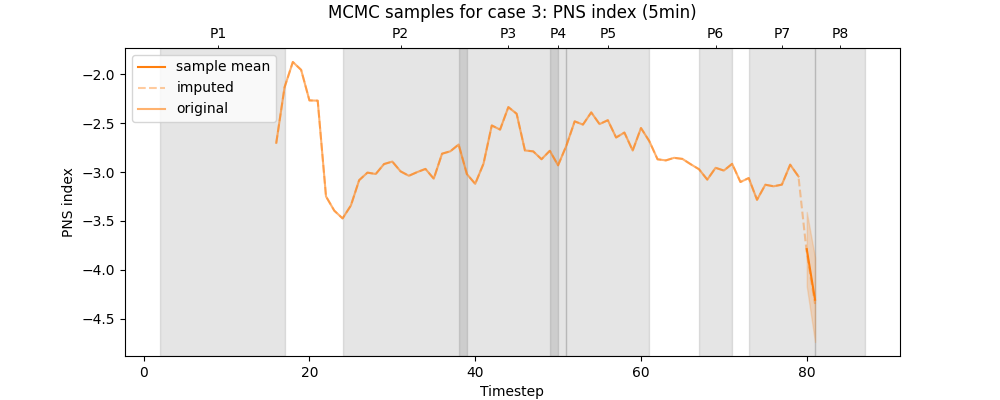 MCMC samples for case 3: PNS index (5min)
P1 P2 P3 P4 P5 P6 P7 P8
sample mean
imputed
original
−2.0
−2.5
−3.0
−3.5
−4.0
−4.5
PNS index
0 20 40 60 80
Timestep